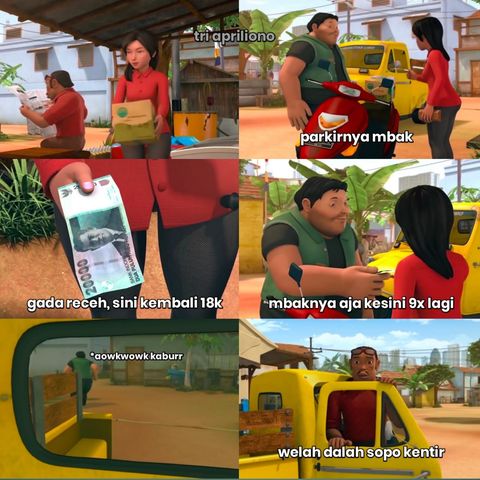 tri apriliono
parkirnya mbak
gada receh, sini kembali 18k
"mbaknya aja kesini 9x lagi
*aowkwowk kaburr
welah dalah sopo kentir